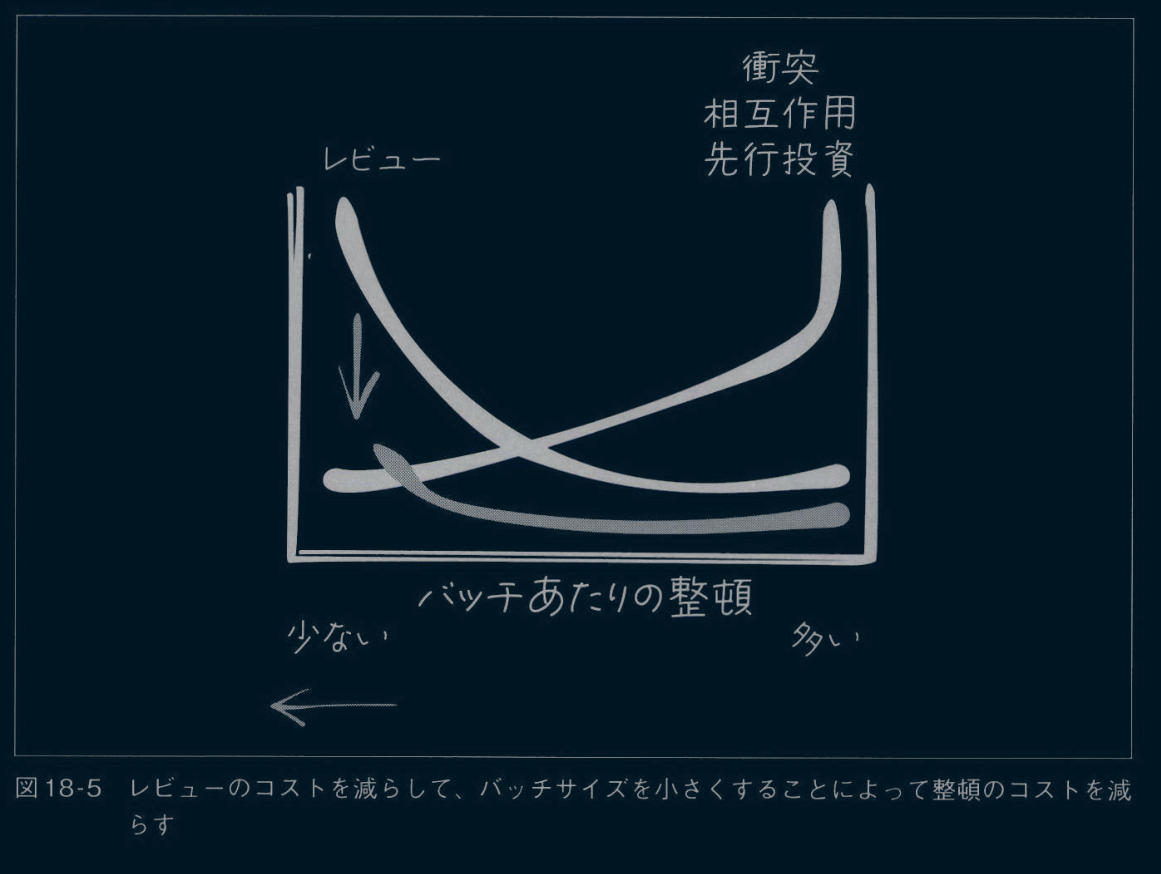 衝突
相互作用
先行投資
レビュー
バッチあたりの整頓
少ない
多い
図18-5 レビューのコストを減らして、バッチサイズを小さくすることによって整頓のコストを減
らす